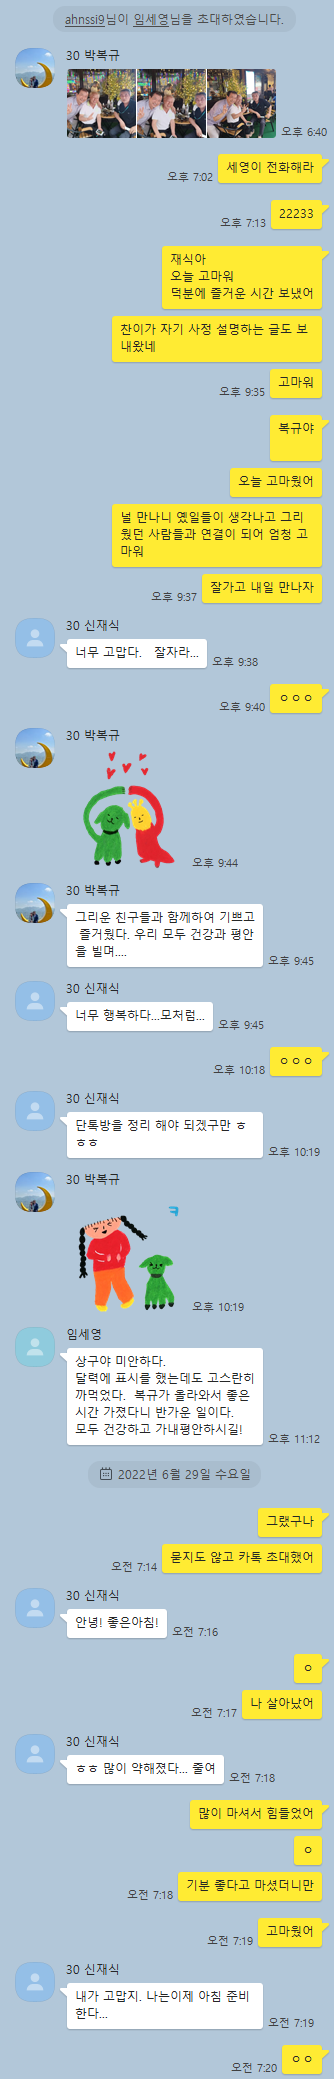 ahnssi9님이 임세영님을 초대하였습니다.
30 박복규
오후 6:40
세영이 전화해라
오후 7:02
22233
오후 7:13
재식아
오늘 고마워
덕분에 즐거운 시간 보냈어
찬이가 자기 사정 설명하는 글도 보
내왔네
고마워
오후 9:35
복규야
오늘 고마웠어
널 만나니 옜일들이 생각나고 그리
웠던 사람들과 연결이 되어 엄청 고
마워
잘가고 내일 만나자
오후 9:37
30 신재식
너무 고맙다. 잘자라...
오후 9:38
ㅇㅇㅇ
오후 9:40
30 박복규
오후 9:44
30 박복규
그리운 친구들과 함께하여 기쁘고
즐거웠다. 우리 모두 건강과 평안
을 빌며....
오후 9:45
30 신재식
너무 행복하다...모처럼...
오후 9:45
ㅇㅇㅇ
오후 10:18
30 신재식
단톡방을 정리 해야 되겠구만 ㅎ
ㅎㅎ
오후 10:19
30 박복규
ㅋ
오후 10:19
임세영
상구야 미안하다.
달력에 표시를 했는데도 고스란히
까먹었다. 복규가 올라와서 좋은
시간 가졌다니 반가운 일이다.
모두 건강하고 가내평안하시길!
오후 11:12
2022년 6월 29일 수요일
그랬구나
묻지도 않고 카톡 초대했어
오전 7:14
30 신재식
안녕! 좋은아침!
오전 7:16
ㅇ
나 살아났어
오전 7:17
30 신재식
ㅎㅎ 많이 약해졌다... 줄여
오전 7:18
많이 마셔서 힘들었어
ㅇ
기분 좋다고 마셨더니만
오전 7:18
고마웠어
오전 7:19
30 신재식
내가 고맙지. 나는이제 아침 준비
한다...
오전 7:19
ㅇㅇ
오전 7:20